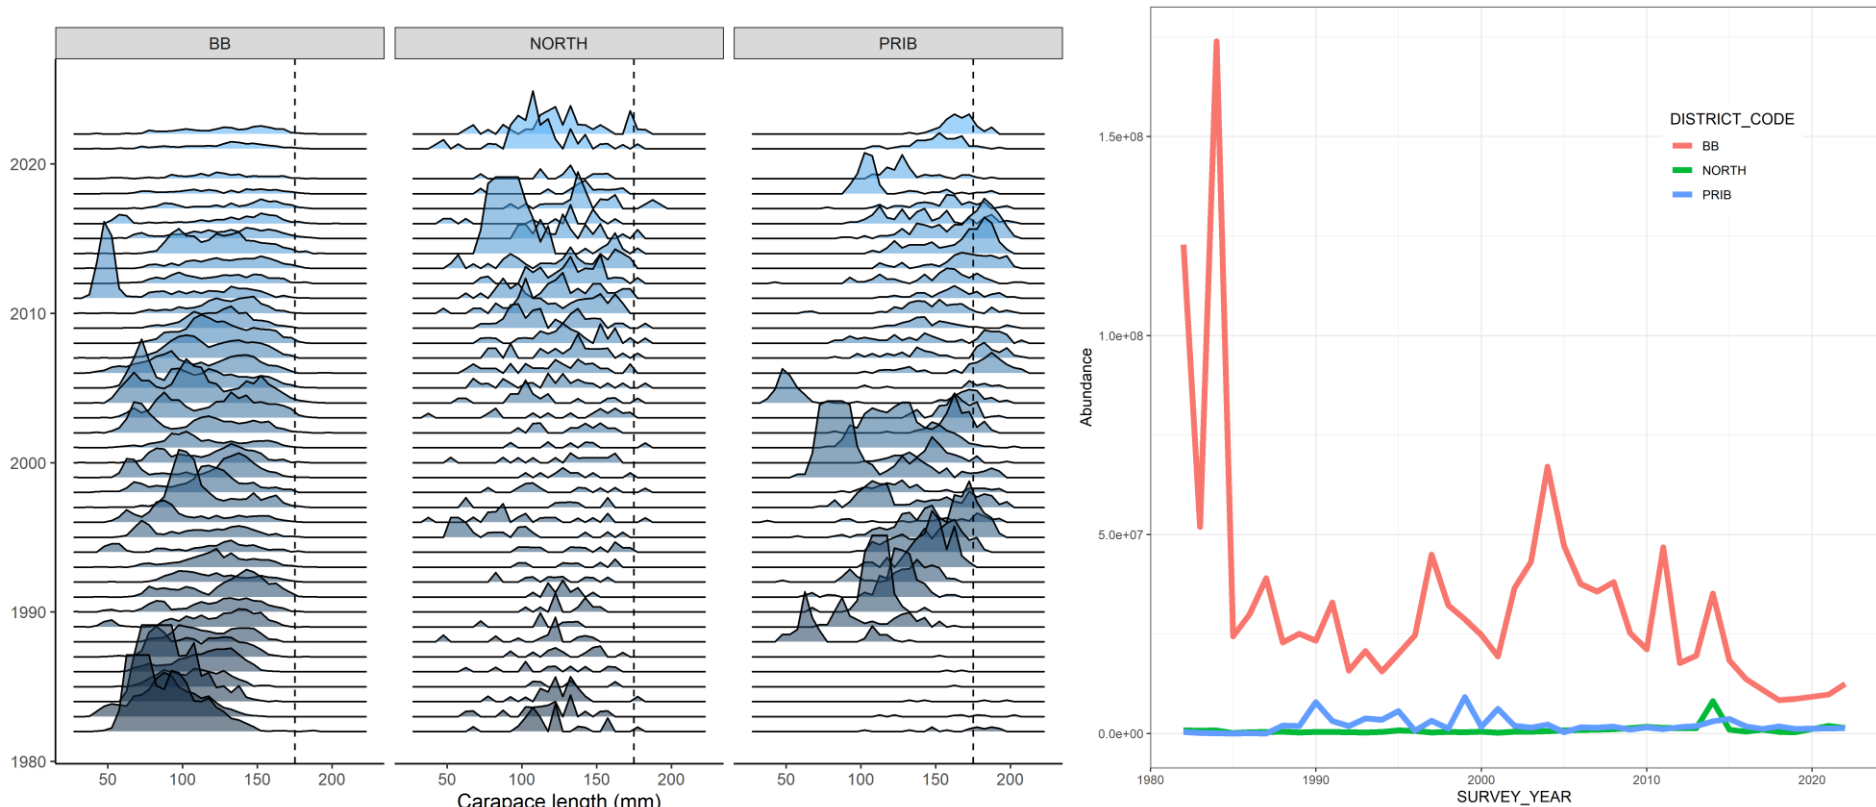 BB NORTH PRIB
2020
2010
2000
1990
1980
50 100 150 200 50 100 150 200 50 100 150 200
Carapace length (mm)
1.5e+08
1.0e+08
5.0e+07
0.0e+00
Abundance
DISTRICT_CODE
BB
NORTH
PRIB
1980 1990 2000 2010 2020
SURVEY_YEAR